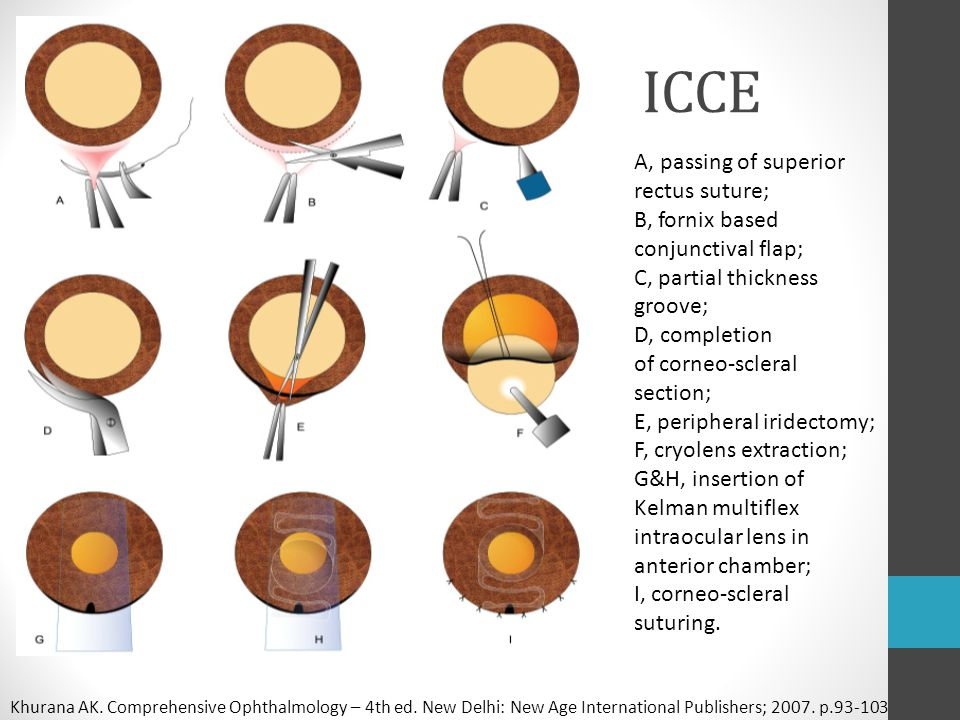 ICCE
A, passing of superior
rectus suture;
B, fornix based
conjunctival flap;
C, partial thickness
groove;
D, completion
of corneo-scleral
section;
E, peripheral iridectomy;
F, cryolens extraction;
G&H, insertion of
Kelman multiflex
intraocular lens in
anterior chamber;
I, corneo-scleral
suturing.
A
B
C
D
E
F
G
H
I
Khurana AK. Comprehensive Ophthalmology – 4th ed. New Delhi: New Age International Publishers; 2007. p.93-103